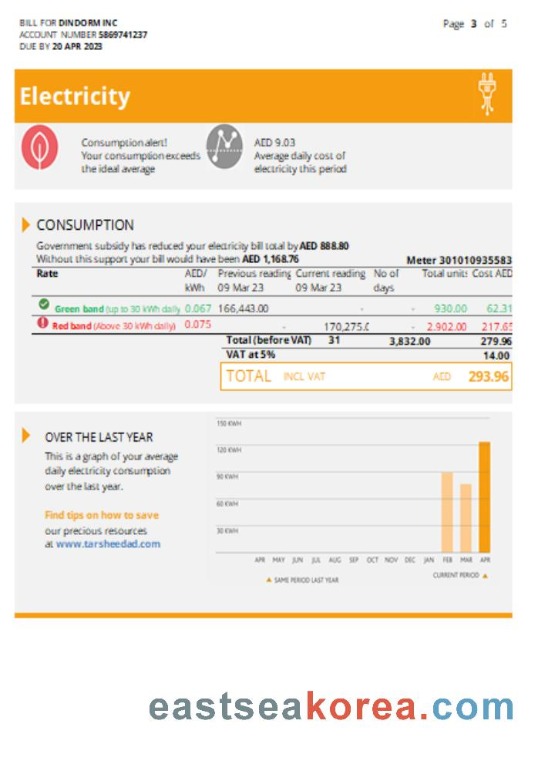 BILL FOR DINDORM INC
ACCOUNT NUMBER 5869741237
DUE BY 20 APR 2023
Page 3 of 5
Electricity
Consumption alert!
Your consumption exceeds
the ideal average
AED 9.03
Average daily cost of
electricity this period
CONSUMPTION
Government subsidy has reduced your electricity bill total by AED 888.80
Without this support your bill would have been AED 1,168.76
Meter 301010935583
Rate AED/ Previous reading Current reading No of Total units Cost AED
kWh 09 Mar 23 09 Mar 23 days
Green band (up to 30 kWh daily 0.067 166,443.00 - - 930.00 62.31
Red band (Above 30 kWh daily) 0.075 - 170,275.0 - 2.902.00 217.65
Total (before VAT) 31 3,832.00 279.96
VAT at 5% 14.00
TOTAL INCL VAT AED 293.96
OVER THE LAST YEAR
This is a graph of your average
daily electricity consumption
over the last year.
Find tips on how to save
our precious resources
at www.tarsheedad.com
150 KWH
120 KWH
90 KWH
60 KWH
30 KWH
APR MAY JUN JUL AUG SEP OCT NOV DEC JAN FEB MAR APR
SAME PERIOD LAST YEAR
CURRENT PERIOD
eastseakorea.com